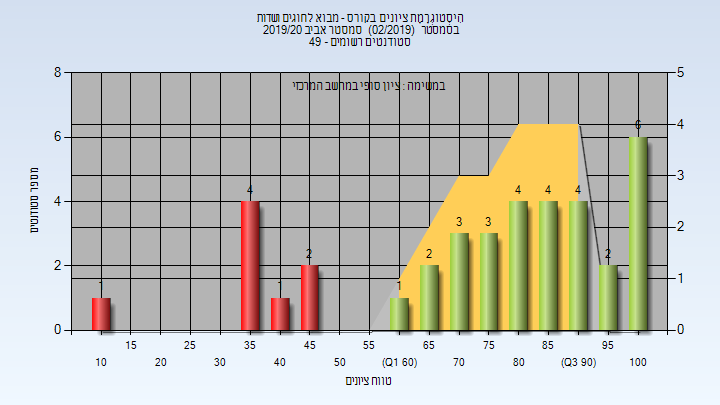 היסטוגרמת ציונים בקורס - מבוא לחוגים ושדות
בסמסטר (02/2019) סמסטר אביב 2019/20
סטודנטים רשומים - 49
במשימה : ציון סופי במחשב המרכזי
מספר סטודנטים
8 6 4 2 0
5 4 3 2 1 0
1 4 1 2 1 2 3 3 4 4 4 2 6
15 25 35 45 55 65 75 85 95
10 20 30 40 50 (Q1 60) 70 80 (Q3 90) 100
טווח ציונים